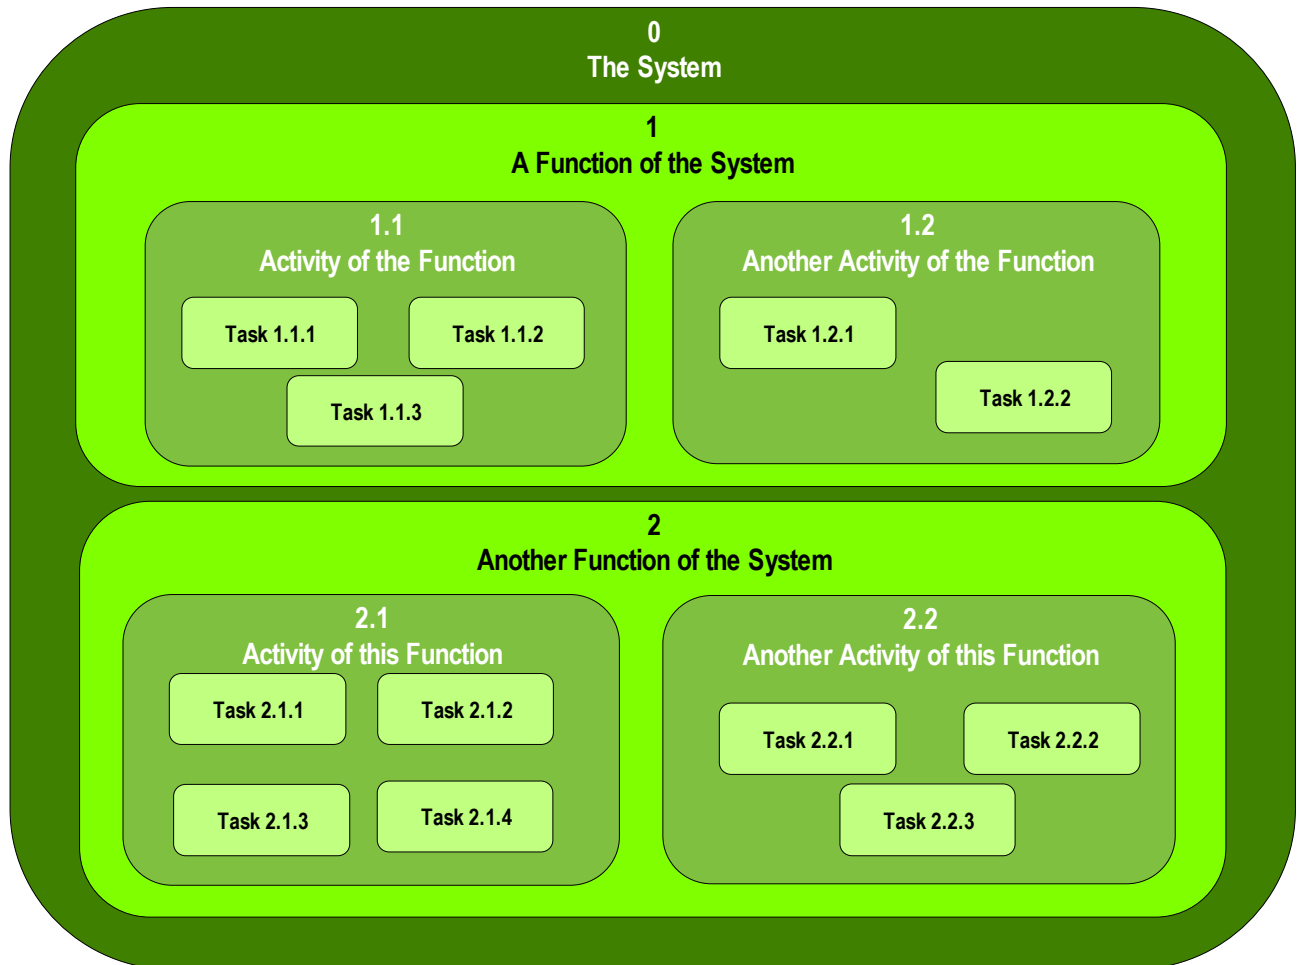 0
The System
1
A Function of the System
1.1
Activity of the Function
Task 1.1.1
Task 1.1.2
Task 1.1.3
1.2
Another Activity of the Function
Task 1.2.1
Task 1.2.2
2
Another Function of the System
2.1
Activity of this Function
Task 2.1.1
Task 2.1.2
Task 2.1.3
Task 2.1.4
2.2
Another Activity of this Function
Task 2.2.1
Task 2.2.2
Task 2.2.3